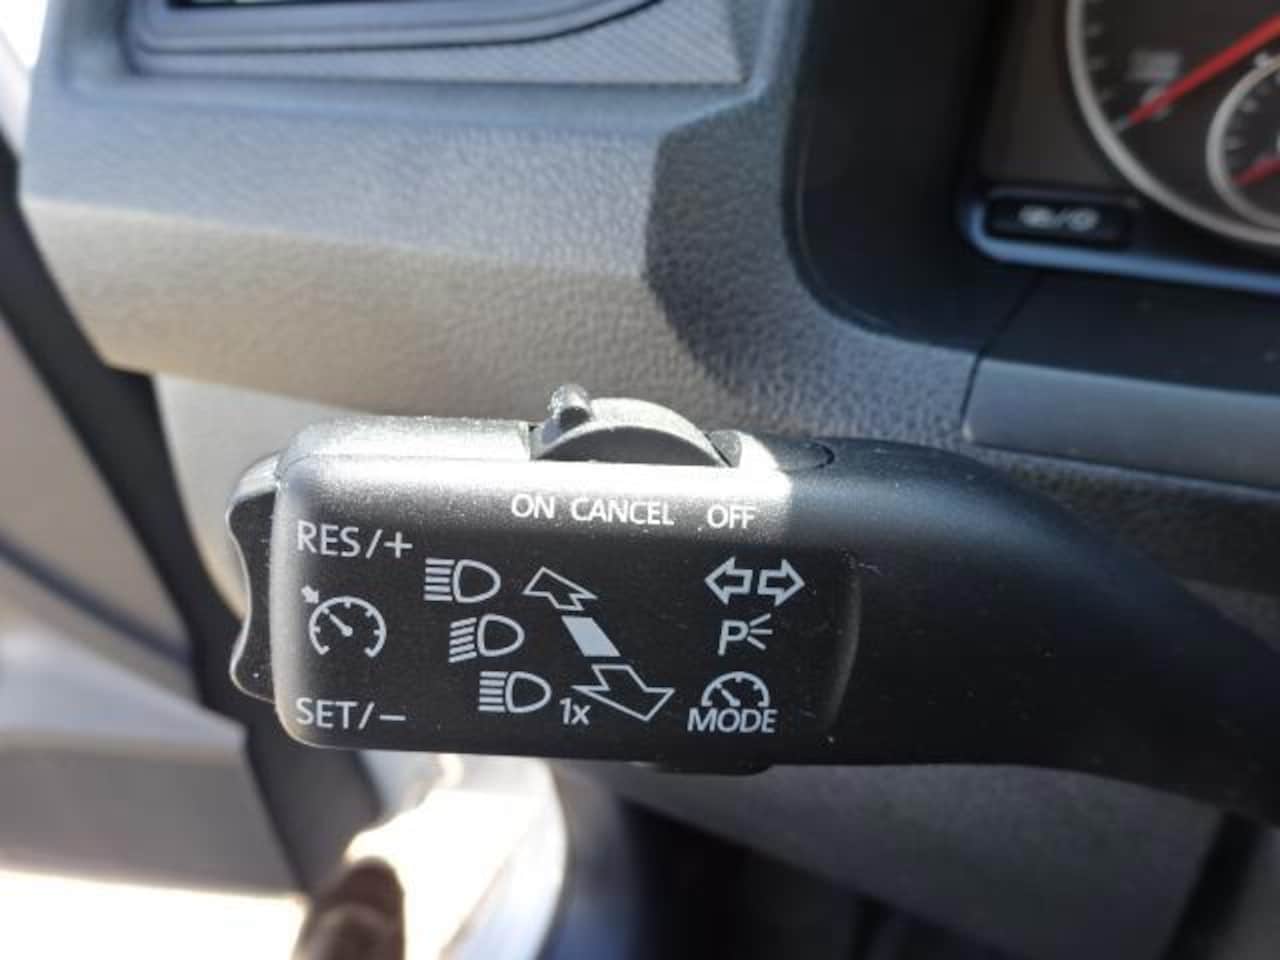 ON CANCEL OFF
RES/+
P
1x
SET/–
MODE